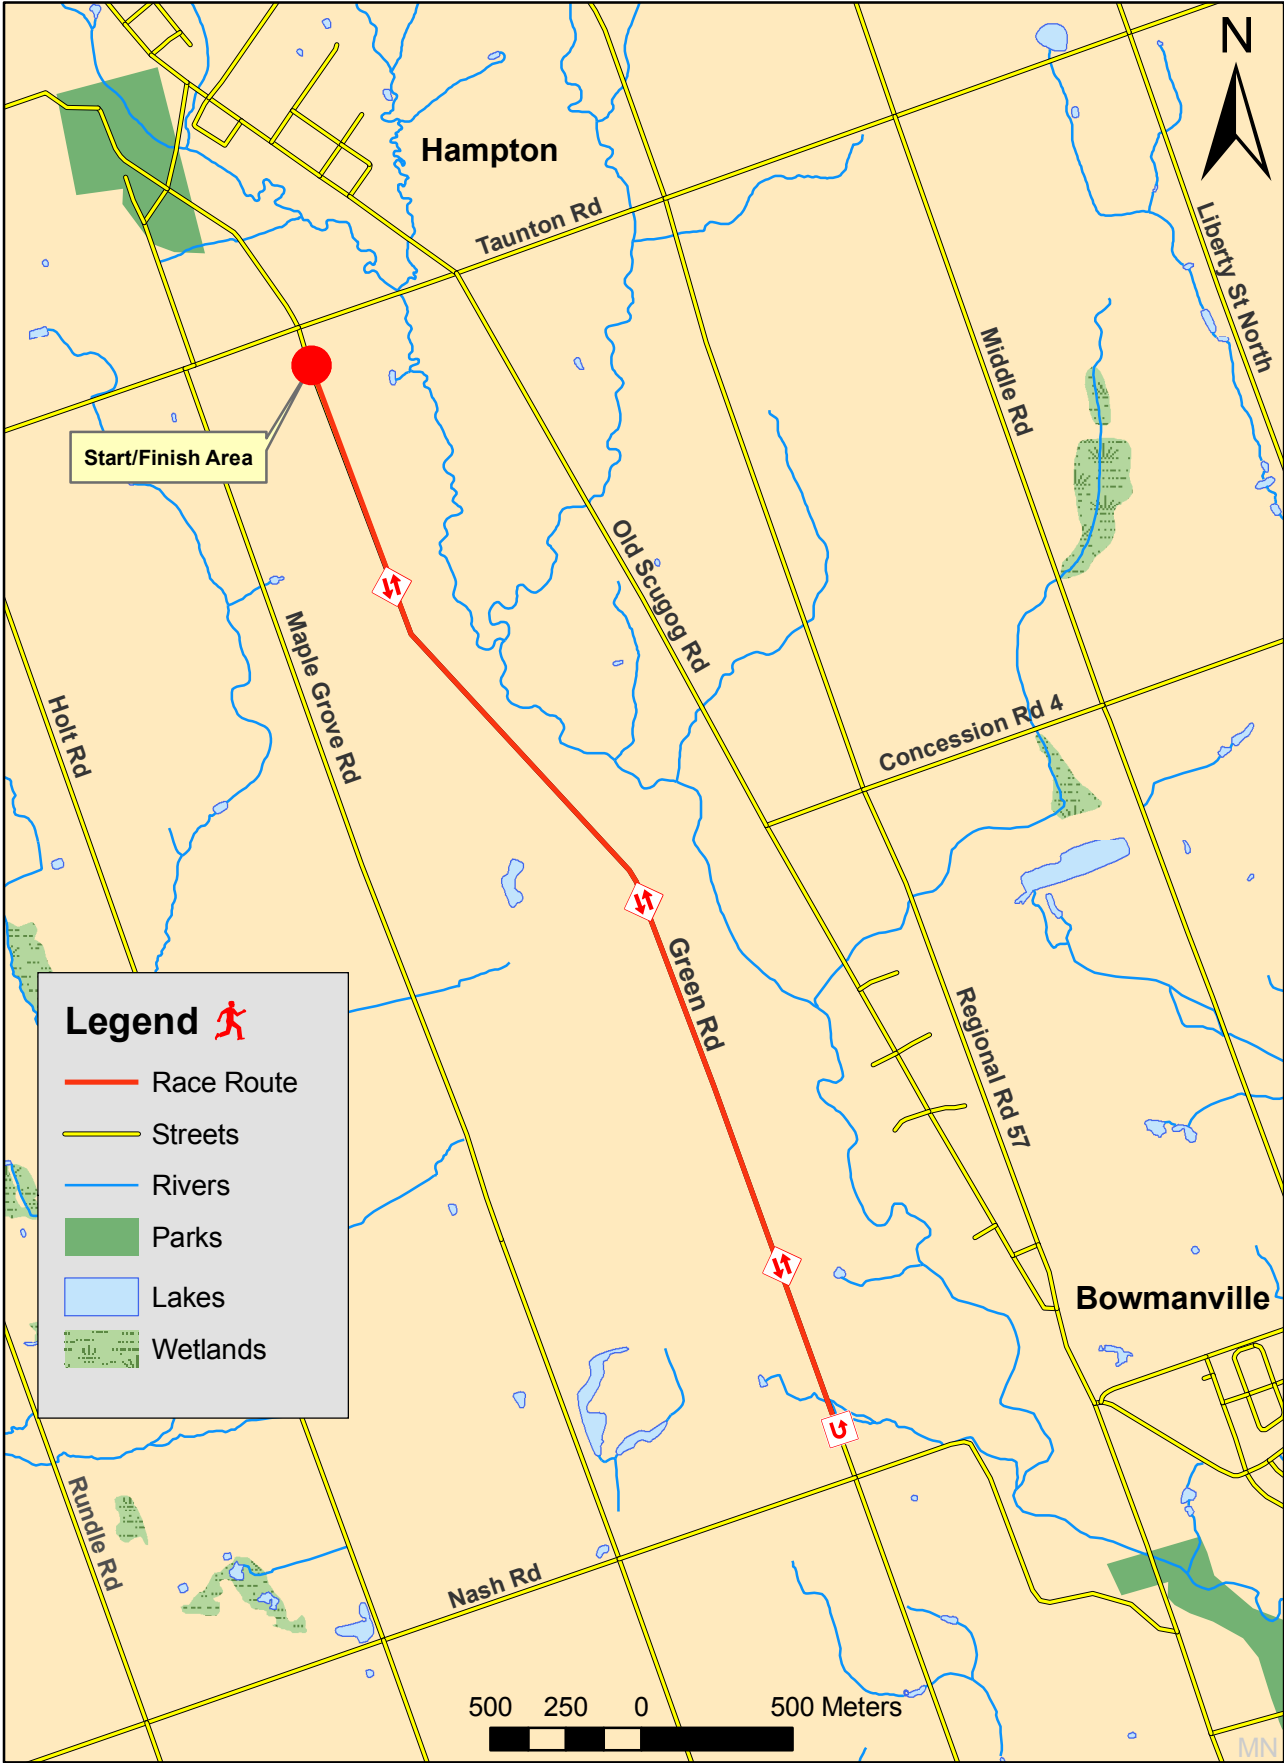 N
Hampton
Taunton Rd
Liberty St North
Middle Rd
Start/Finish Area
Old Scugog Rd
Maple Grove Rd
Holt Rd
Concession Rd 4
Green Rd
Regional Rd 57
Legend
Race Route
Streets
Rivers
Parks
Lakes
Wetlands
Bowmanville
Rundle Rd
Nash Rd
500 250 0 500 Meters
MN